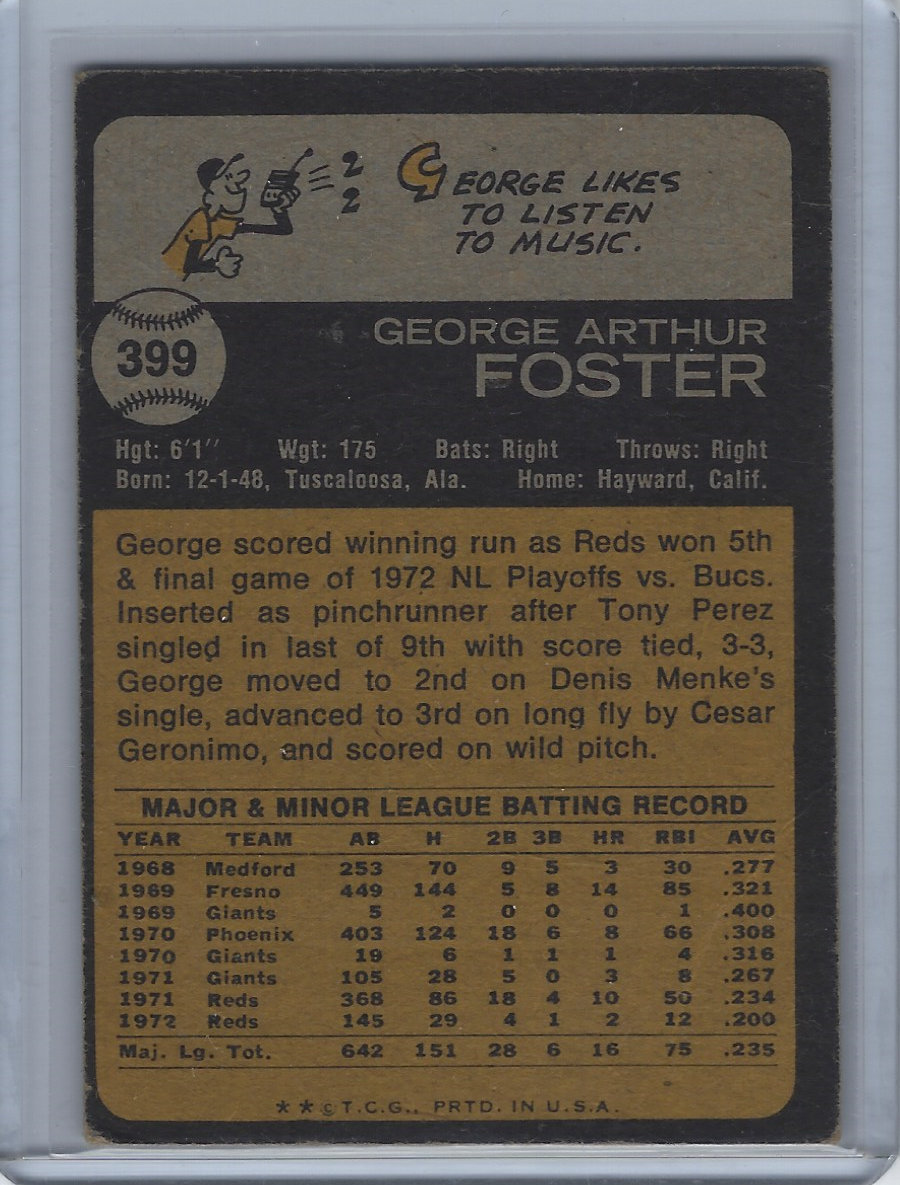 GEORGE LIKES
TO LISTEN
TO MUSIC.
399
GEORGE ARTHUR
FOSTER
Hgt: 6'1" Wgt: 175 Bats: Right Throws: Right
Born: 12-1-48, Tuscaloosa, Ala. Home: Hayward, Calif.
George scored winning run as Reds won 5th
& final game of 1972 NL Playoffs vs. Bucs.
Inserted as pinchrunner after Tony Perez
singled in last of 9th with score tied, 3-3,
George moved to 2nd on Denis Menke's
single, advanced to 3rd on long fly by Cesar
Geronimo, and scored on wild pitch.
MAJOR & MINOR LEAGUE BATTING RECORD
YEAR TEAM AB H 2B 3B HR RBI AVG
1968 Medford 253 70 9 5 3 30 .277
1969 Fresno 449 144 5 8 14 85 .321
1969 Giants 5 2 0 0 0 1 .400
1970 Phoenix 403 124 18 6 8 66 .308
1970 Giants 19 6 1 1 1 4 .316
1971 Giants 105 28 5 0 3 8 .267
1971 Reds 368 86 18 4 10 50 .234
1972 Reds 145 29 4 1 2 12 .200
Maj. Lg. Tot. 642 151 28 6 16 75 .235
* * © T.C.G., PRTD. IN U.S.A.